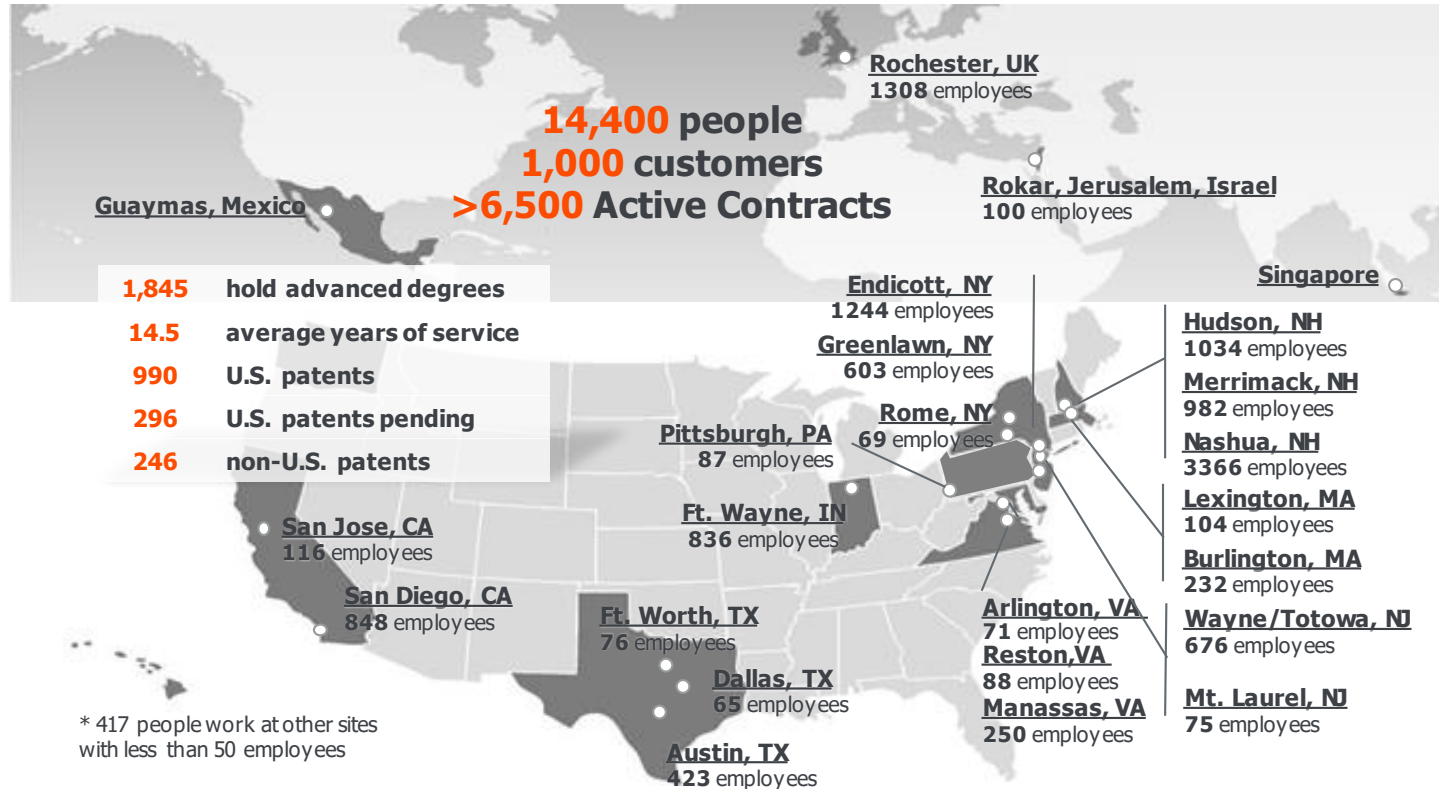 Rochester, UK
1308 employees
14,400 people
1,000 customers
>6,500 Active Contracts
Rokar, Jerusalem, Israel
100 employees
Guaymas, Mexico
Singapore
1,845 hold advanced degrees
14.5 average years of service
990 U.S. patents
296 U.S. patents pending
246 non-U.S. patents
Endicott, NY
1244 employees
Greenlawn, NY
603 employees
Rome, NY
69 employees
Pittsburgh, PA
87 employees
Ft. Wayne, IN
836 employees
Hudson, NH
1034 employees
Merrimack, NH
982 employees
Nashua, NH
3366 employees
Lexington, MA
104 employees
Burlington, MA
232 employees
Wayne/Totowa, NJ
676 employees
Mt. Laurel, NJ
75 employees
San Jose, CA
116 employees
San Diego, CA
848 employees
Ft. Worth, TX
76 employees
Dallas, TX
65 employees
Austin, TX
423 employees
Arlington, VA
71 employees
Reston,VA
88 employees
Manassas, VA
250 employees
* 417 people work at other sites
with less than 50 employees